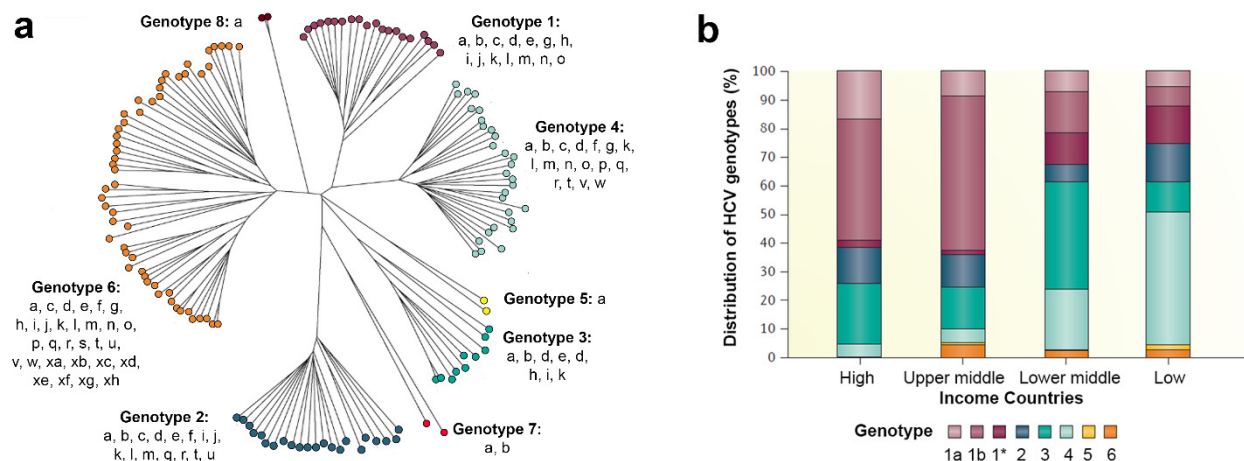 a
Genotype 8: a
Genotype 1:
a, b, c, d, e, g, h,
i, j, k, l, m, n, o
Genotype 4:
a, b, c, d, f, g, k,
l, m, n, o, p, q,
r, t, v, w
Genotype 5: a
Genotype 3:
a, b, d, e, d,
h, i, k
Genotype 7:
a, b
Genotype 2:
a, b, c, d, e, f, i, j,
k, l, m, q, r, t, u
Genotype 6:
a, c, d, e, f, g,
h, i, j, k, l, m, n, o,
p, q, r, s, t, u,
v, w, xa, xb, xc, xd,
xe, xf, xg, xh
b
Distribution of HCV genotypes (%)
100
90
80
70
60
50
40
30
20
10
0
High Upper middle Lower middle Low
Income Countries
Genotype
1a 1b 1* 2 3 4 5 6